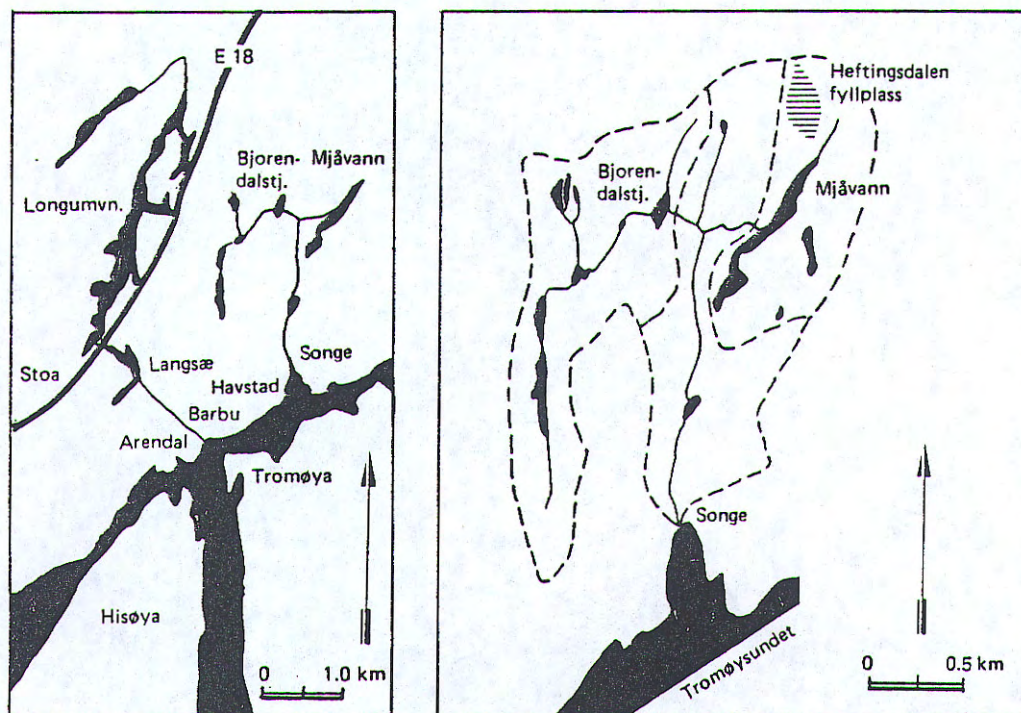 E 18
Bjoren-
dalstj.
Mjåvann
Longumvn.
Stoa
Langsæ
Songe
Havstad
Barbu
Arendal
Tromøya
Hisøya
0 1.0 km
Heftingsdalen
fyllplass
Bjoren-
dalstj.
Mjåvann
Songe
Tromøysundet
0 0.5 km